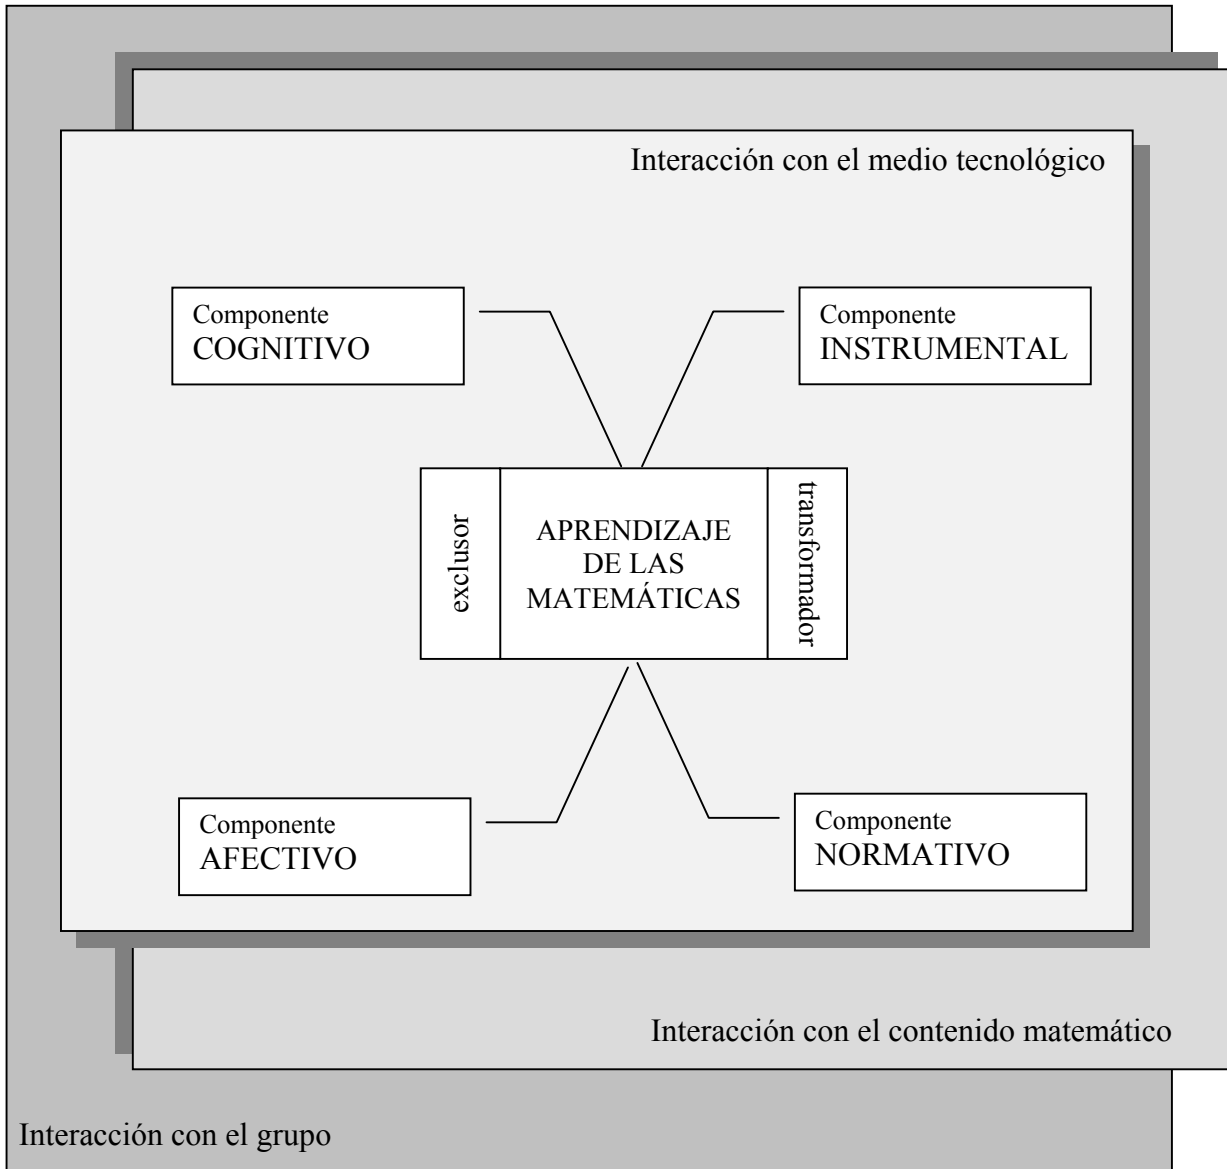 Interacción con el medio tecnológico
Componente
COGNITIVO
Componente
INSTRUMENTAL
exclusor
APRENDIZAJE
DE LAS
MATEMÁTICAS
transformador
Componente
AFECTIVO
Componente
NORMATIVO
Interacción con el contenido matemático
Interacción con el grupo